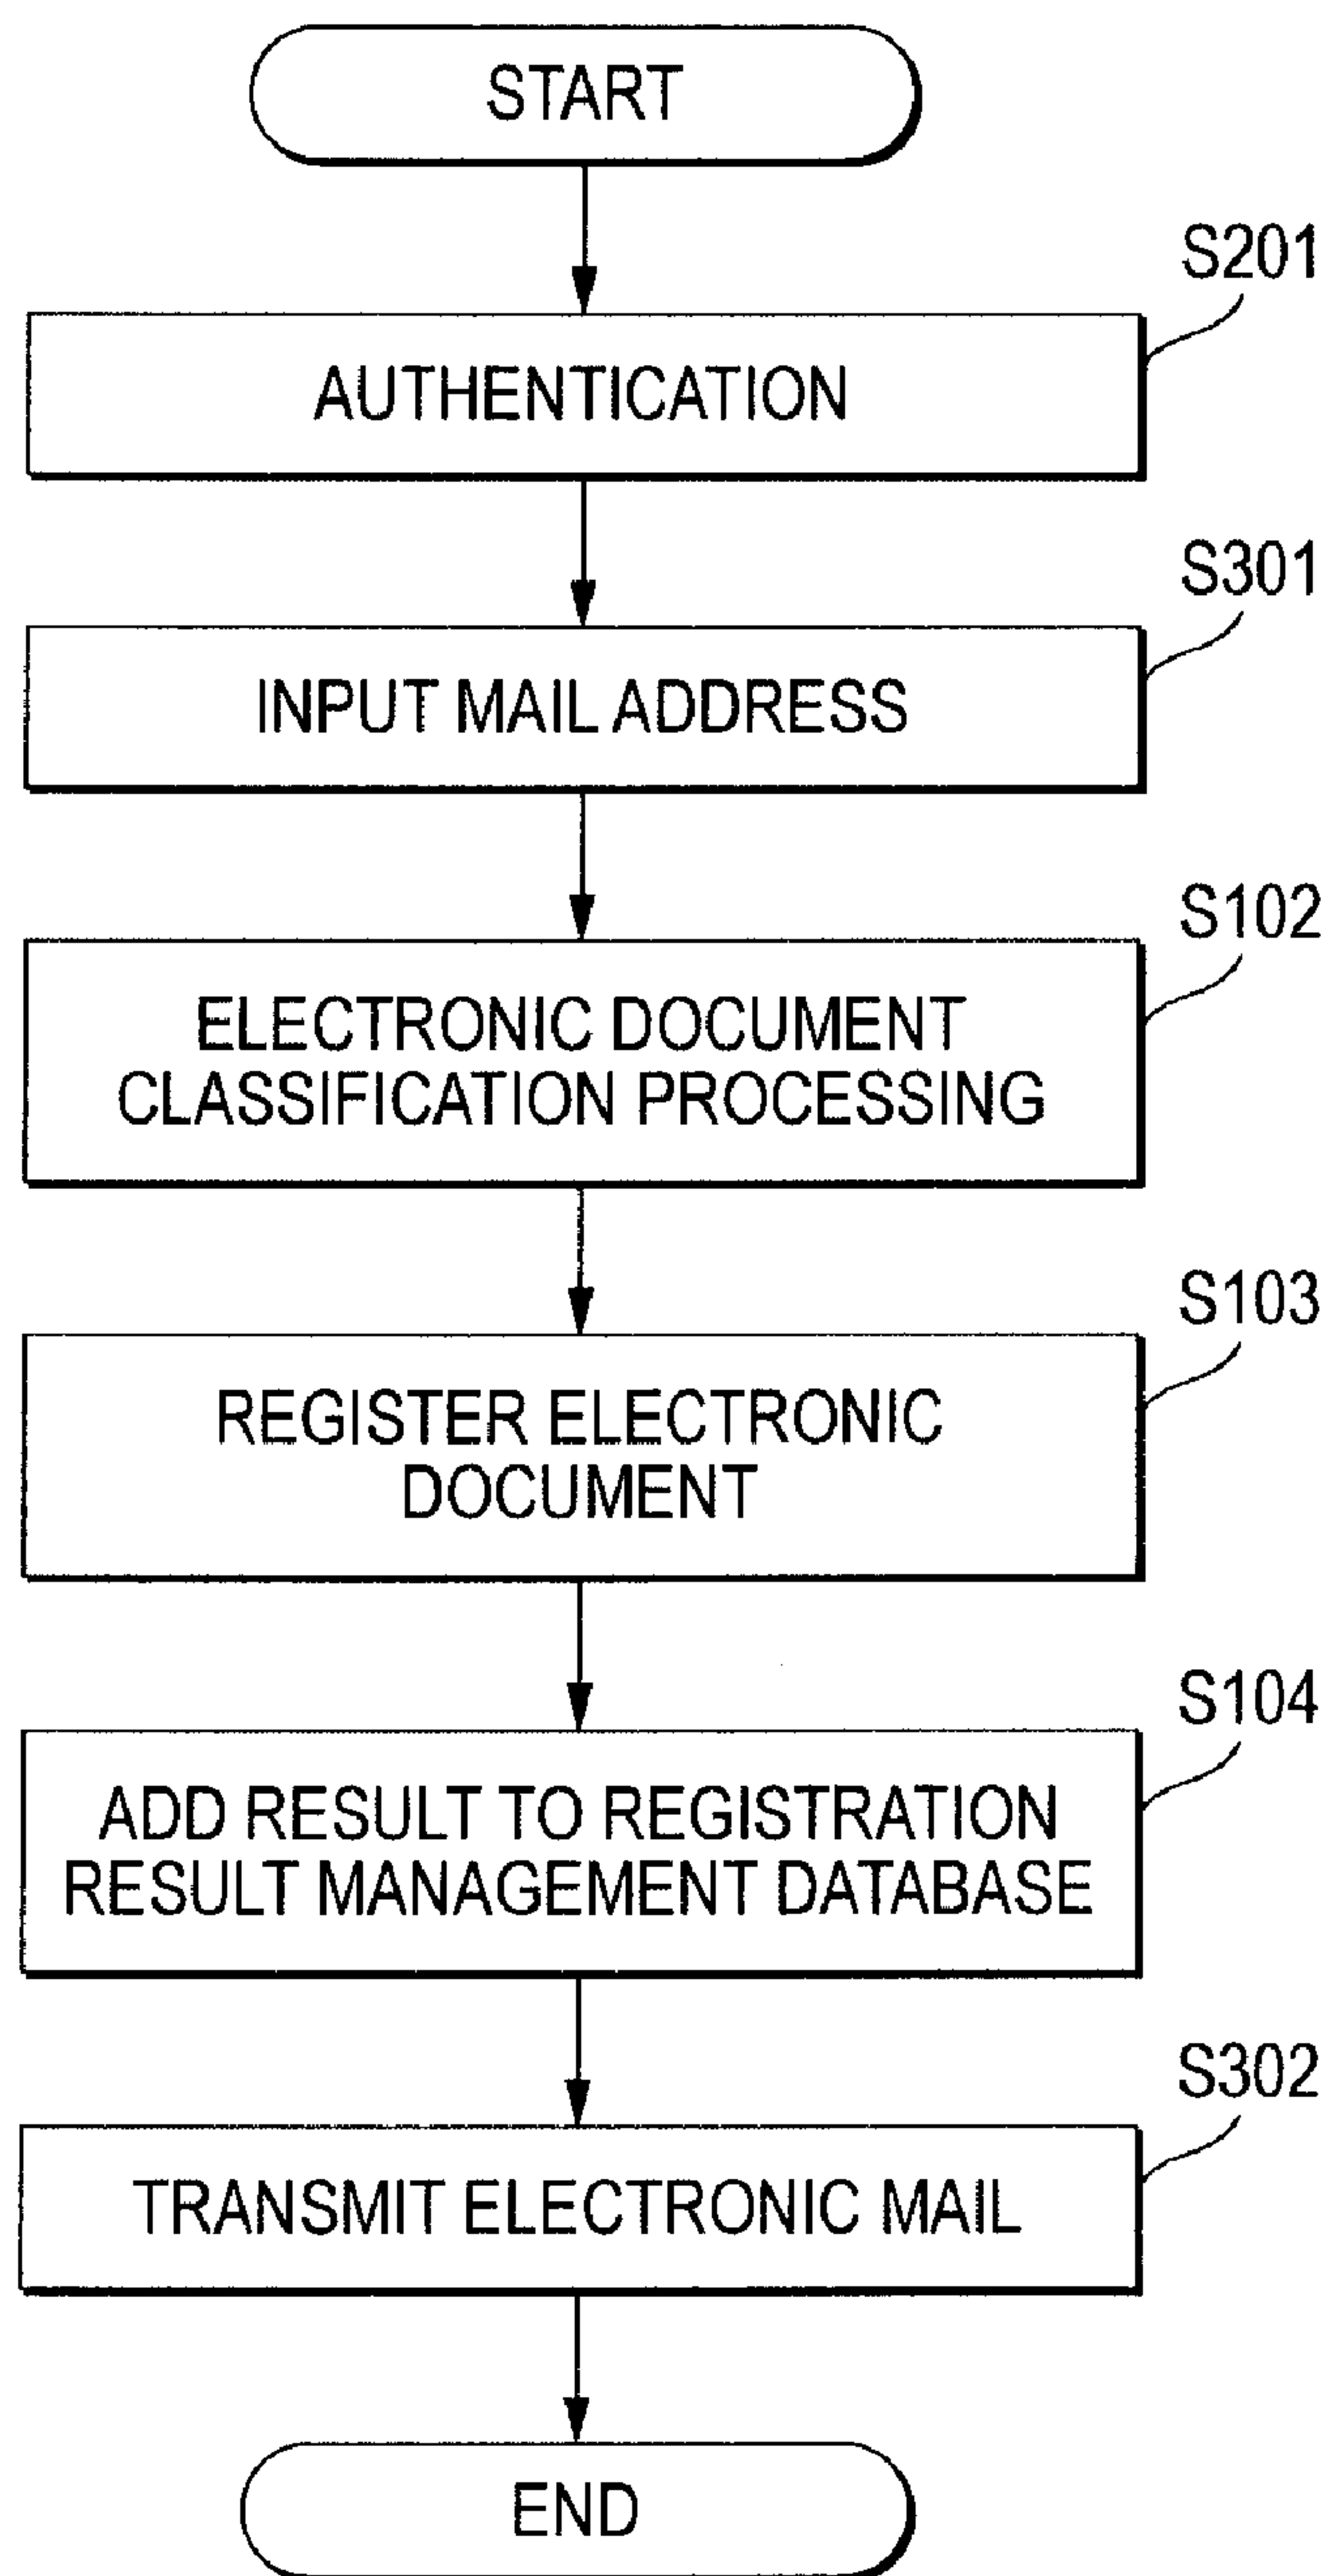 START
S201
AUTHENTICATION
S301
INPUT MAIL ADDRESS
S102
ELECTRONIC DOCUMENT
CLASSIFICATION PROCESSING
S103
REGISTER ELECTRONIC
DOCUMENT
S104
ADD RESULT TO REGISTRATION
RESULT MANAGEMENT DATABASE
S302
TRANSMIT ELECTRONIC MAIL
END